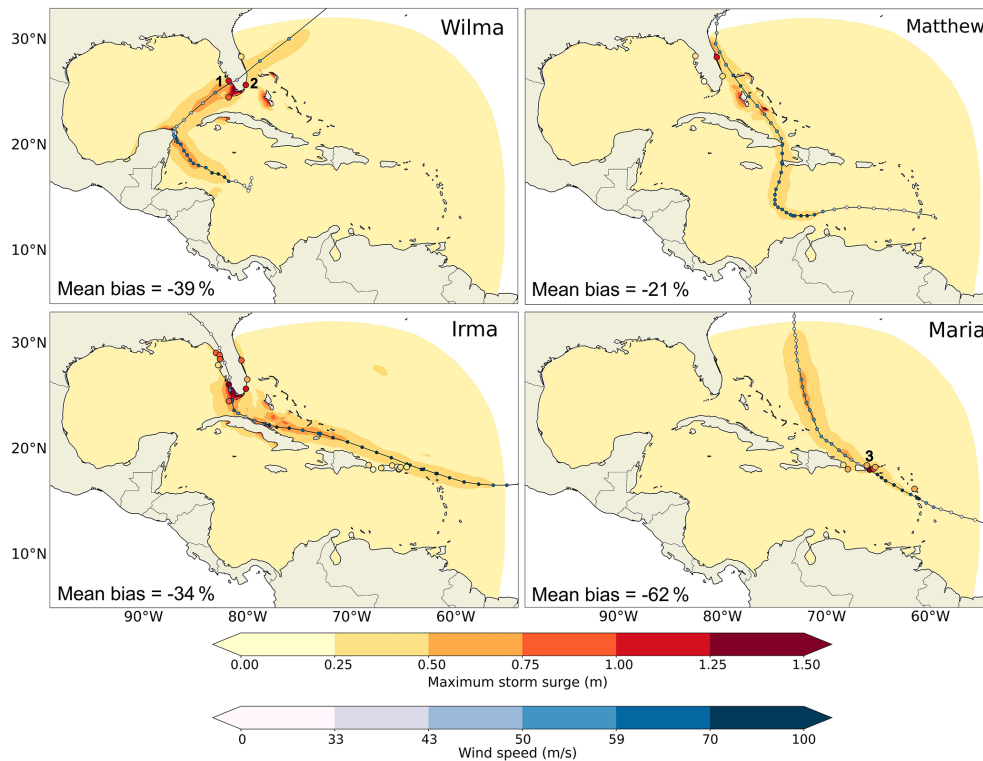 Wilma
Matthew
30°N
1
2
20°N
10°N
Mean bias = -39 %
Mean bias = -21 %
Irma
Maria
30°N
3
20°N
10°N
Mean bias = -34 %
Mean bias = -62 %
90°W 80°W 70°W 60°W 90°W 80°W 70°W 60°W
0.00 0.25 0.50 0.75 1.00 1.25 1.50
Maximum storm surge (m)
0 33 43 50 59 70 100
Wind speed (m/s)